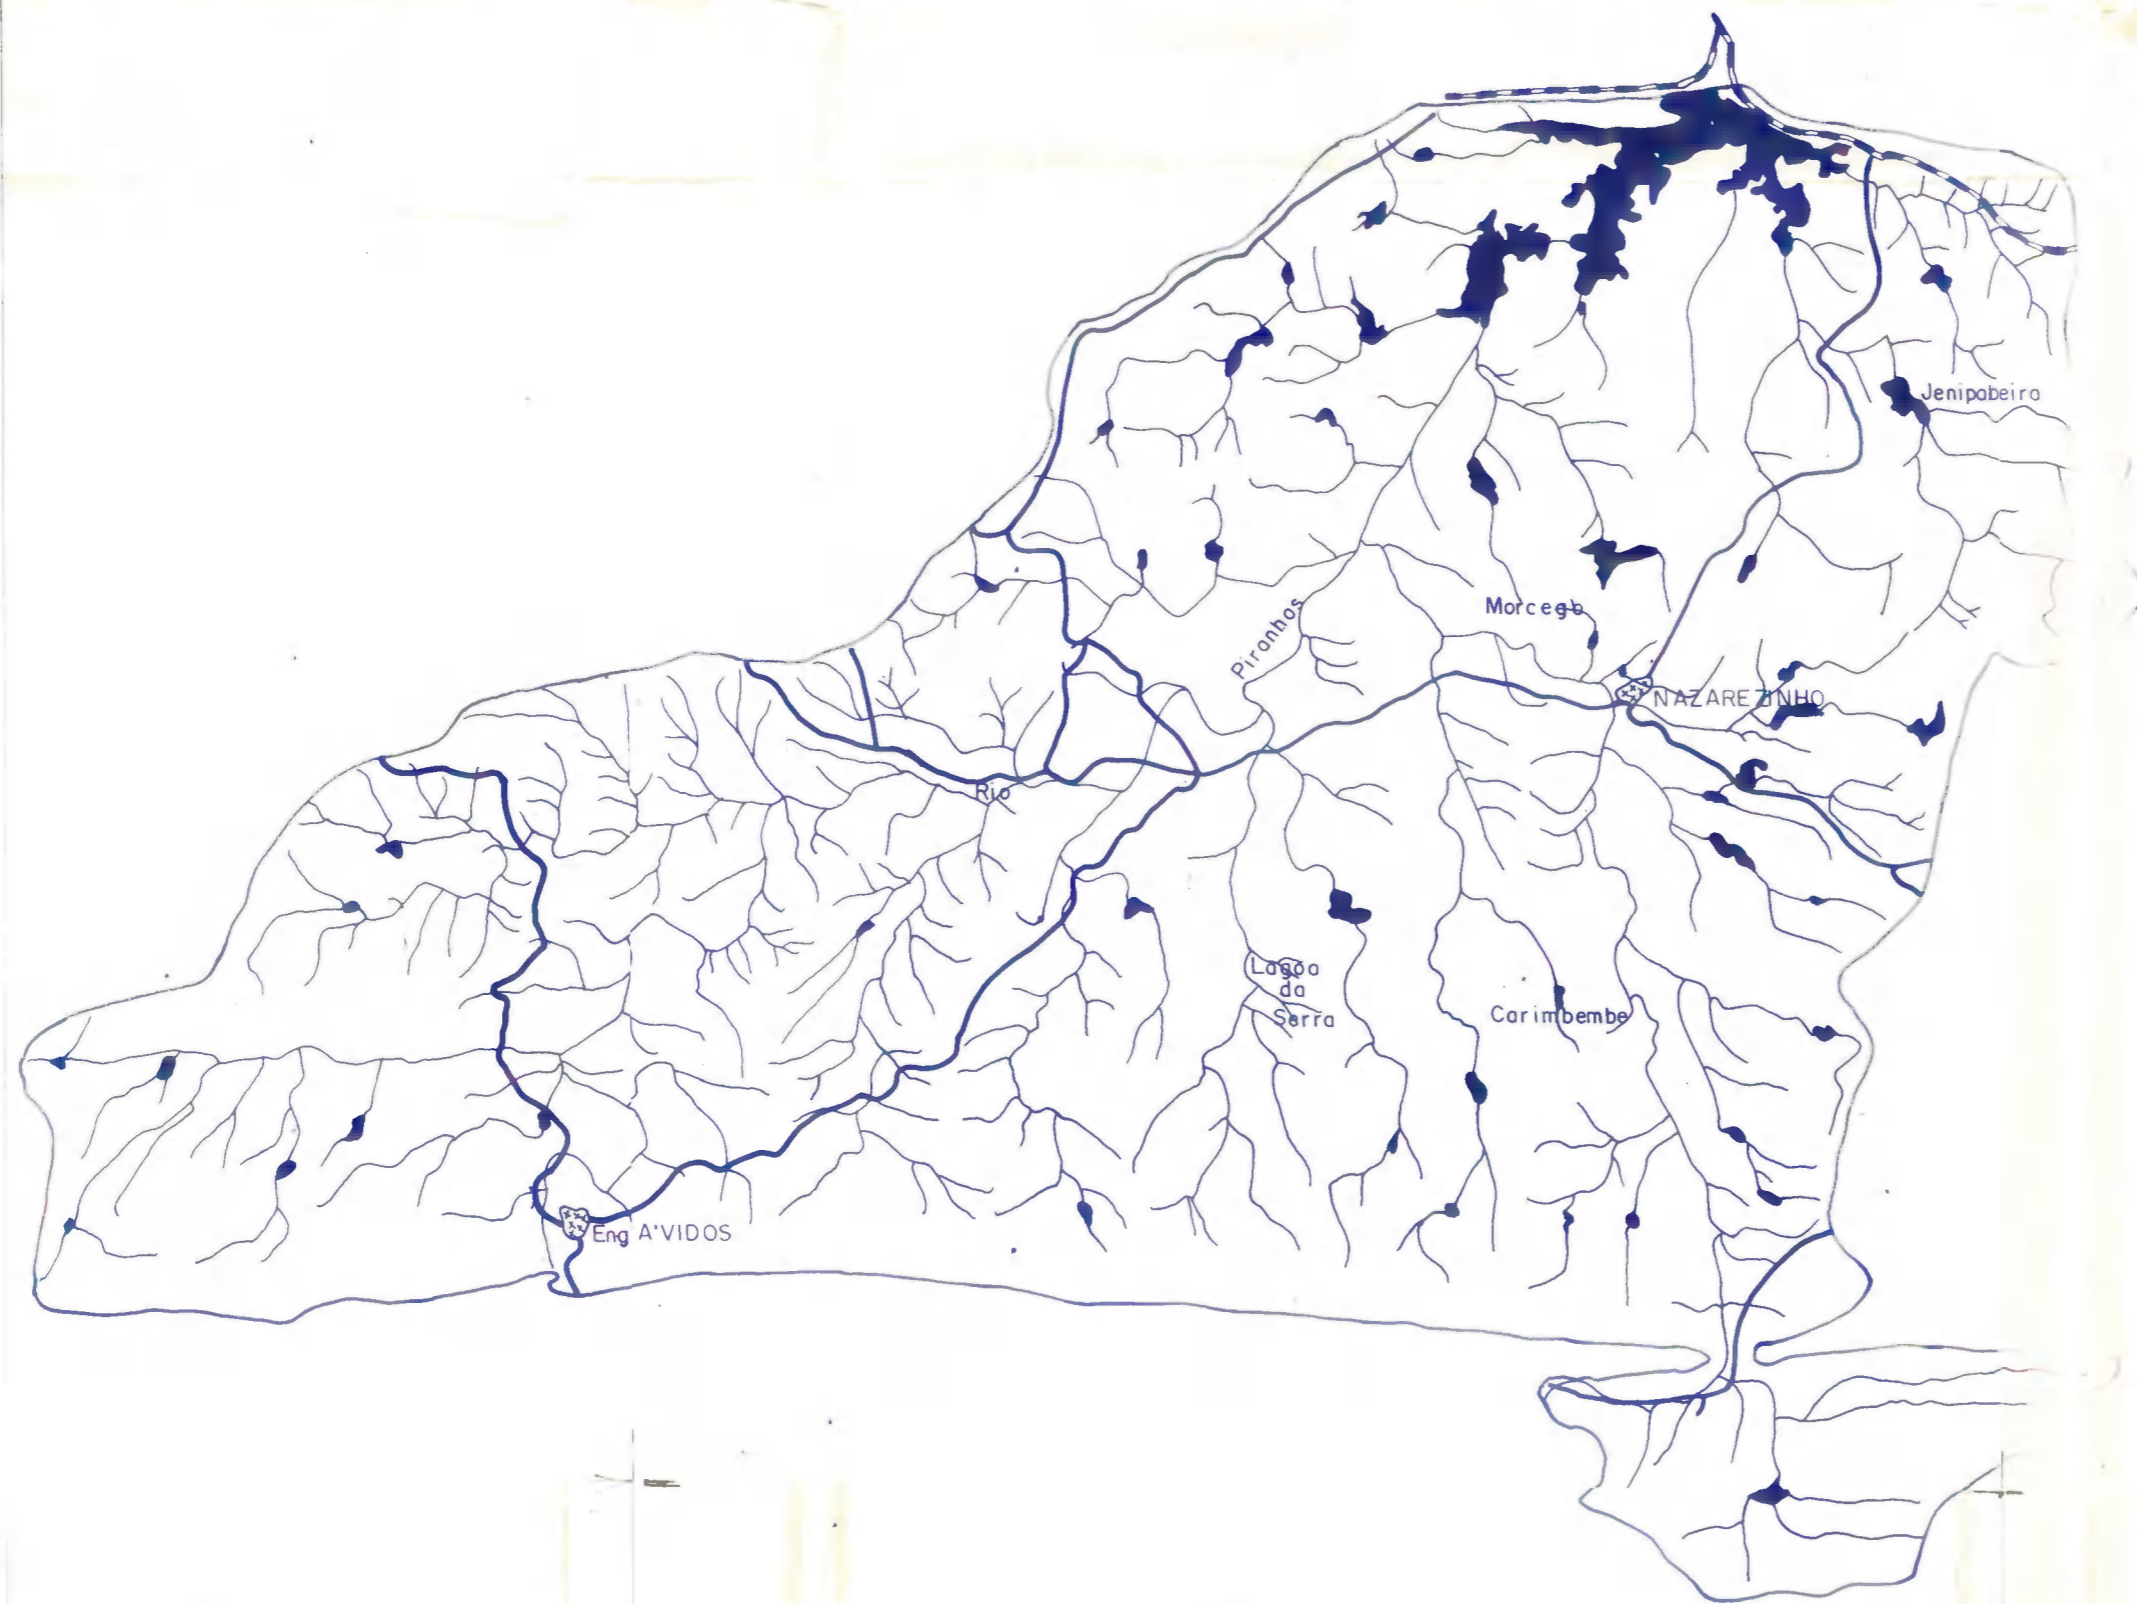 Jenipabeiro
Morcego
Piranhas
NAZAREZINHO
Rio
Lagoa
da
Serra
Carimbembe
Eng A'VIDOS